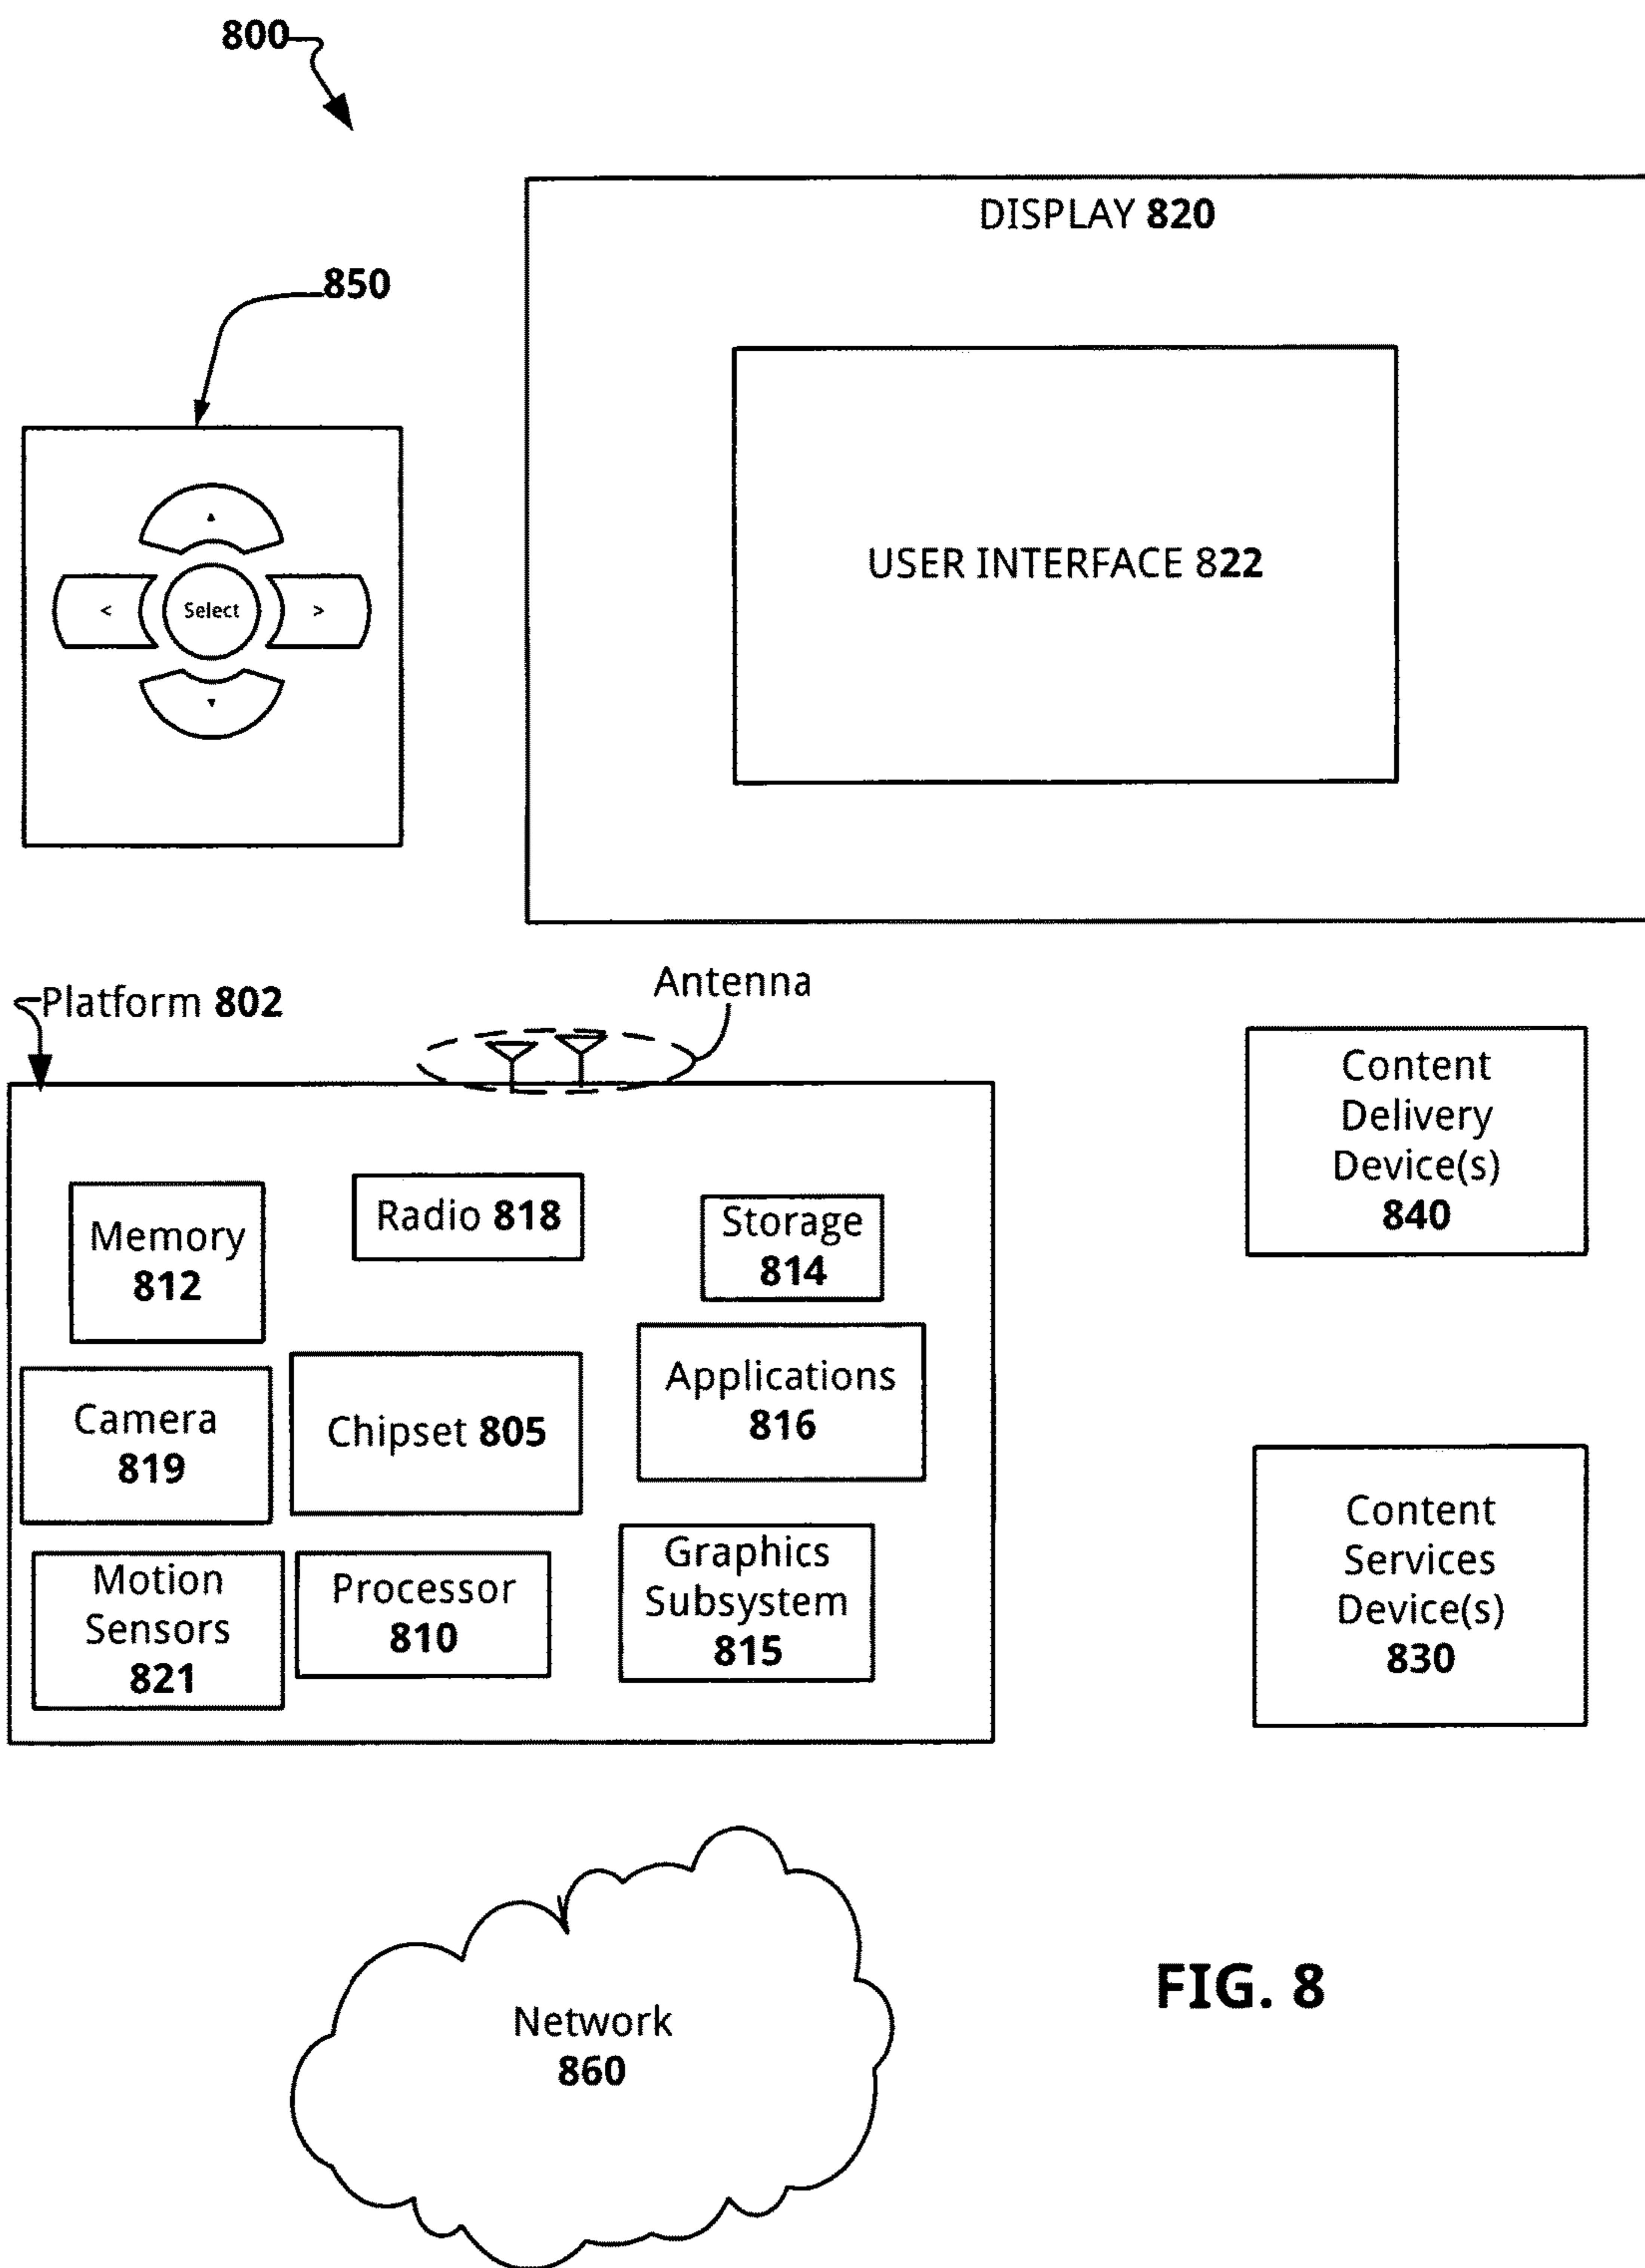 800
DISPLAY 820
850
USER INTERFACE 822
▲
<
Select
>
▼
Platform 802
Antenna
Content
Delivery
Device(s)
840
Memory
812
Radio 818
Storage
814
Camera
819
Chipset 805
Applications
816
Motion
Sensors
821
Processor
810
Graphics
Subsystem
815
Content
Services
Device(s)
830
Network
860
FIG. 8